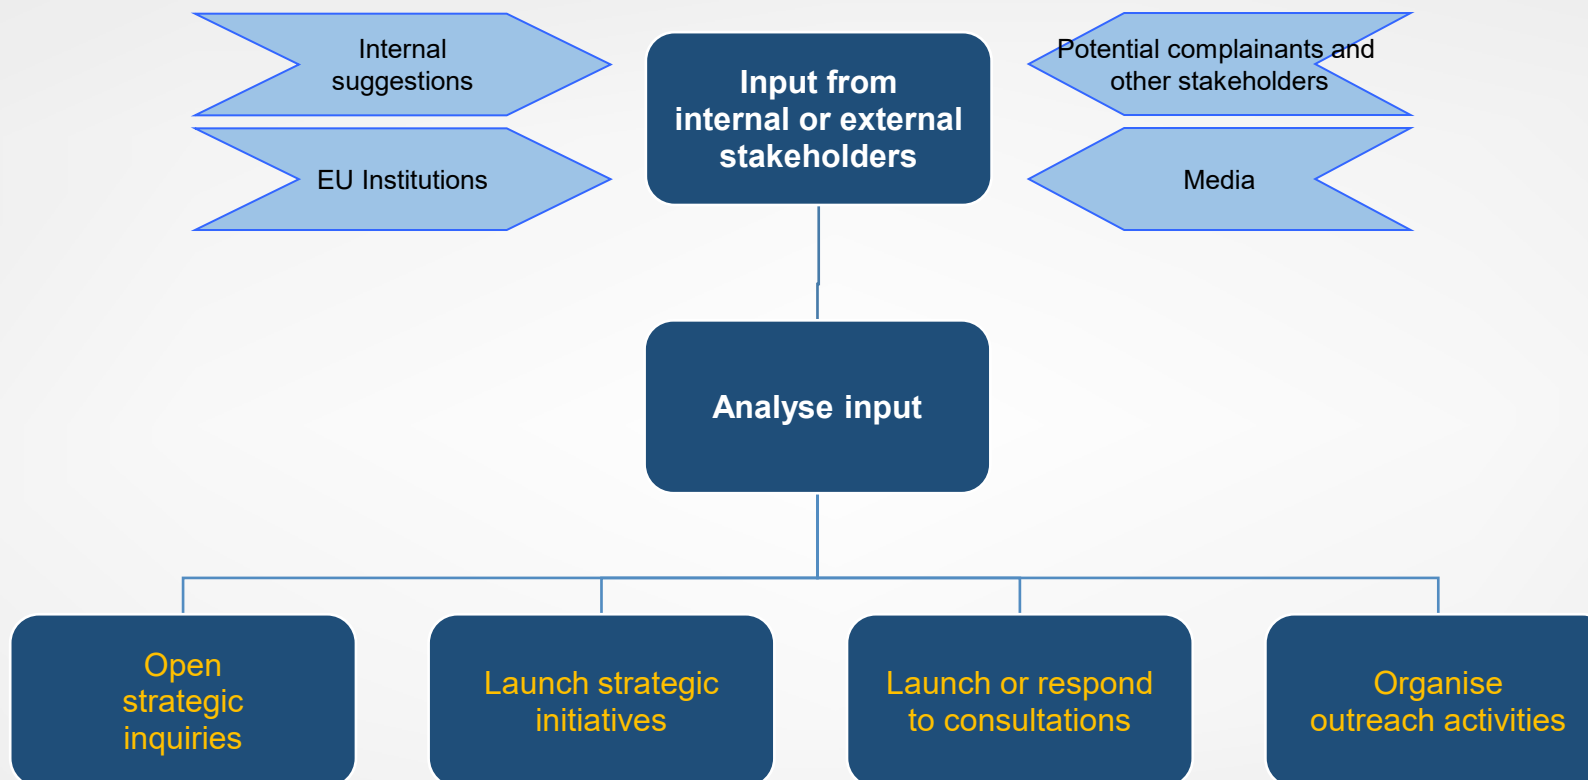 Internal
suggestions
EU Institutions
Input from
internal or external
stakeholders
Potential complainants and
other stakeholders
Media
Analyse input
Open
strategic
inquiries
Launch strategic
initiatives
Launch or respond
to consultations
Organise
outreach activities